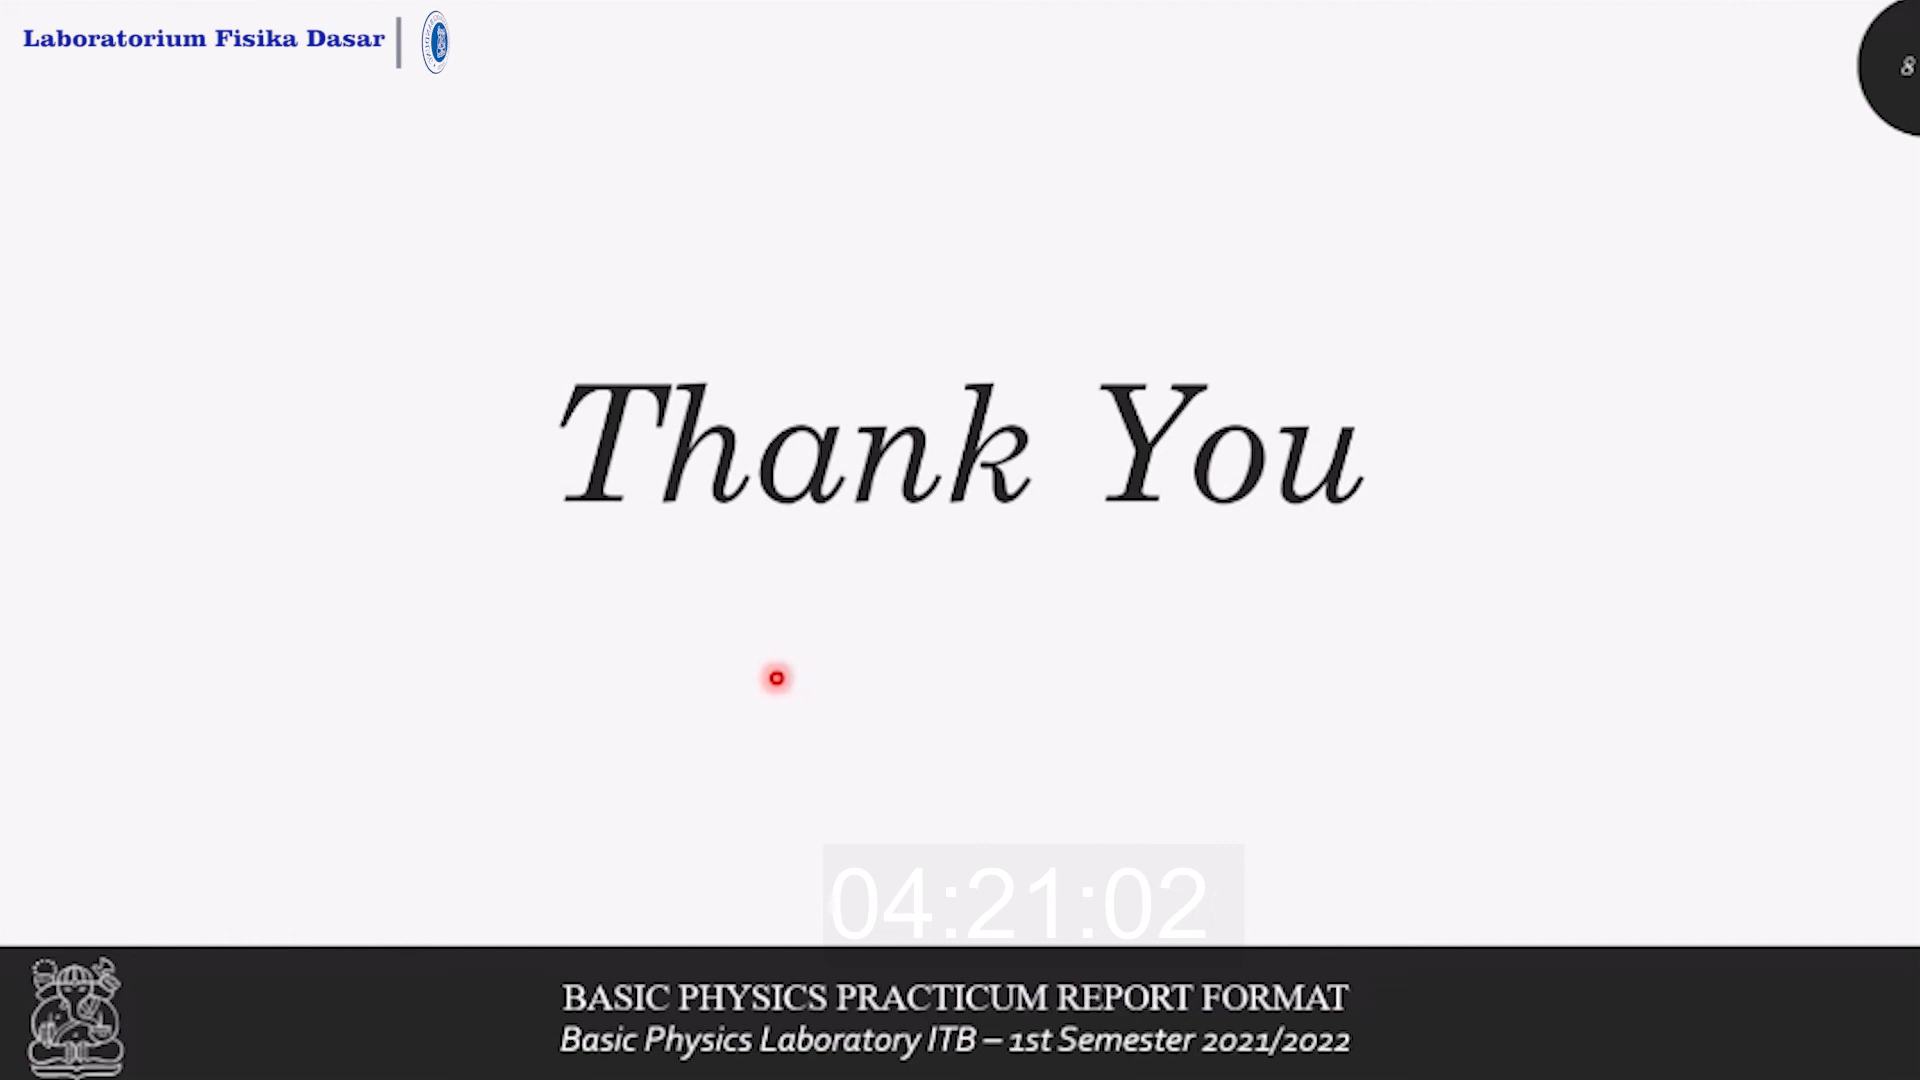 Laboratorium Fisika Dasar
8
Thank You
04:21:02
BASIC PHYSICS PRACTICUM REPORT FORMAT
Basic Physics Laboratory ITB – 1st Semester 2021/2022